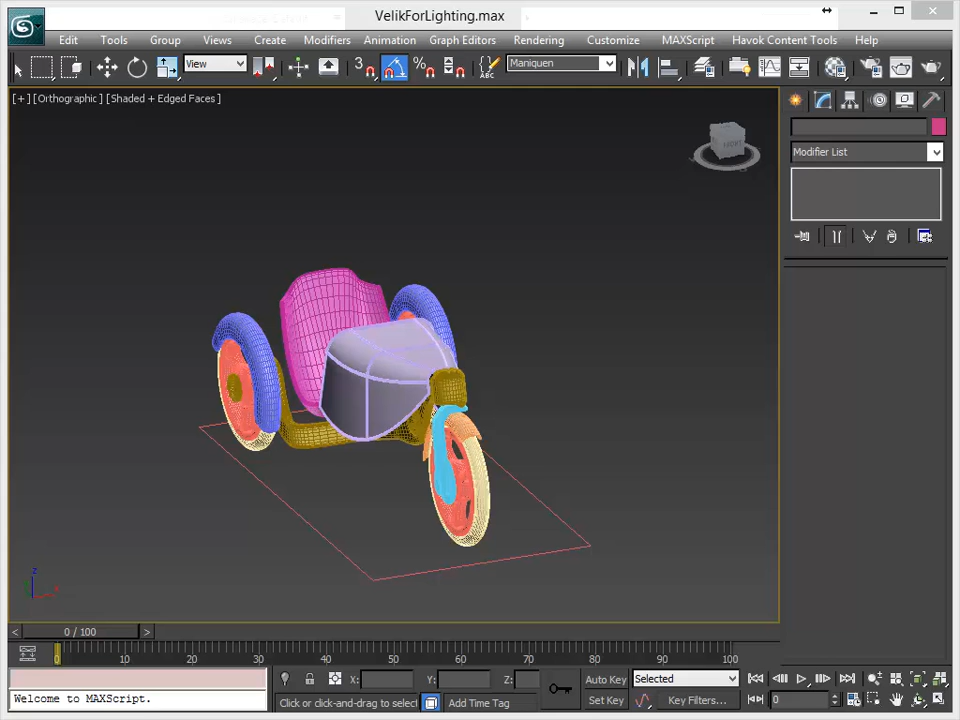 VelikForLighting.max
Edit Tools Group Views Create Modifiers Animation Graph Editors Rendering Customize MAXScript Havok Content Tools Help
View 3 % ABC Maniquen
[+][Orthographic][Shaded + Edged Faces]
Modifier List
z
x
< 0 / 100 >
0 10 20 30 40 50 60 70 80 90 100
X: Y: Z: Auto Key Selected
Welcome to MAXScript. Click or click-and-drag to select Add Time Tag Set Key Key Filters... 0